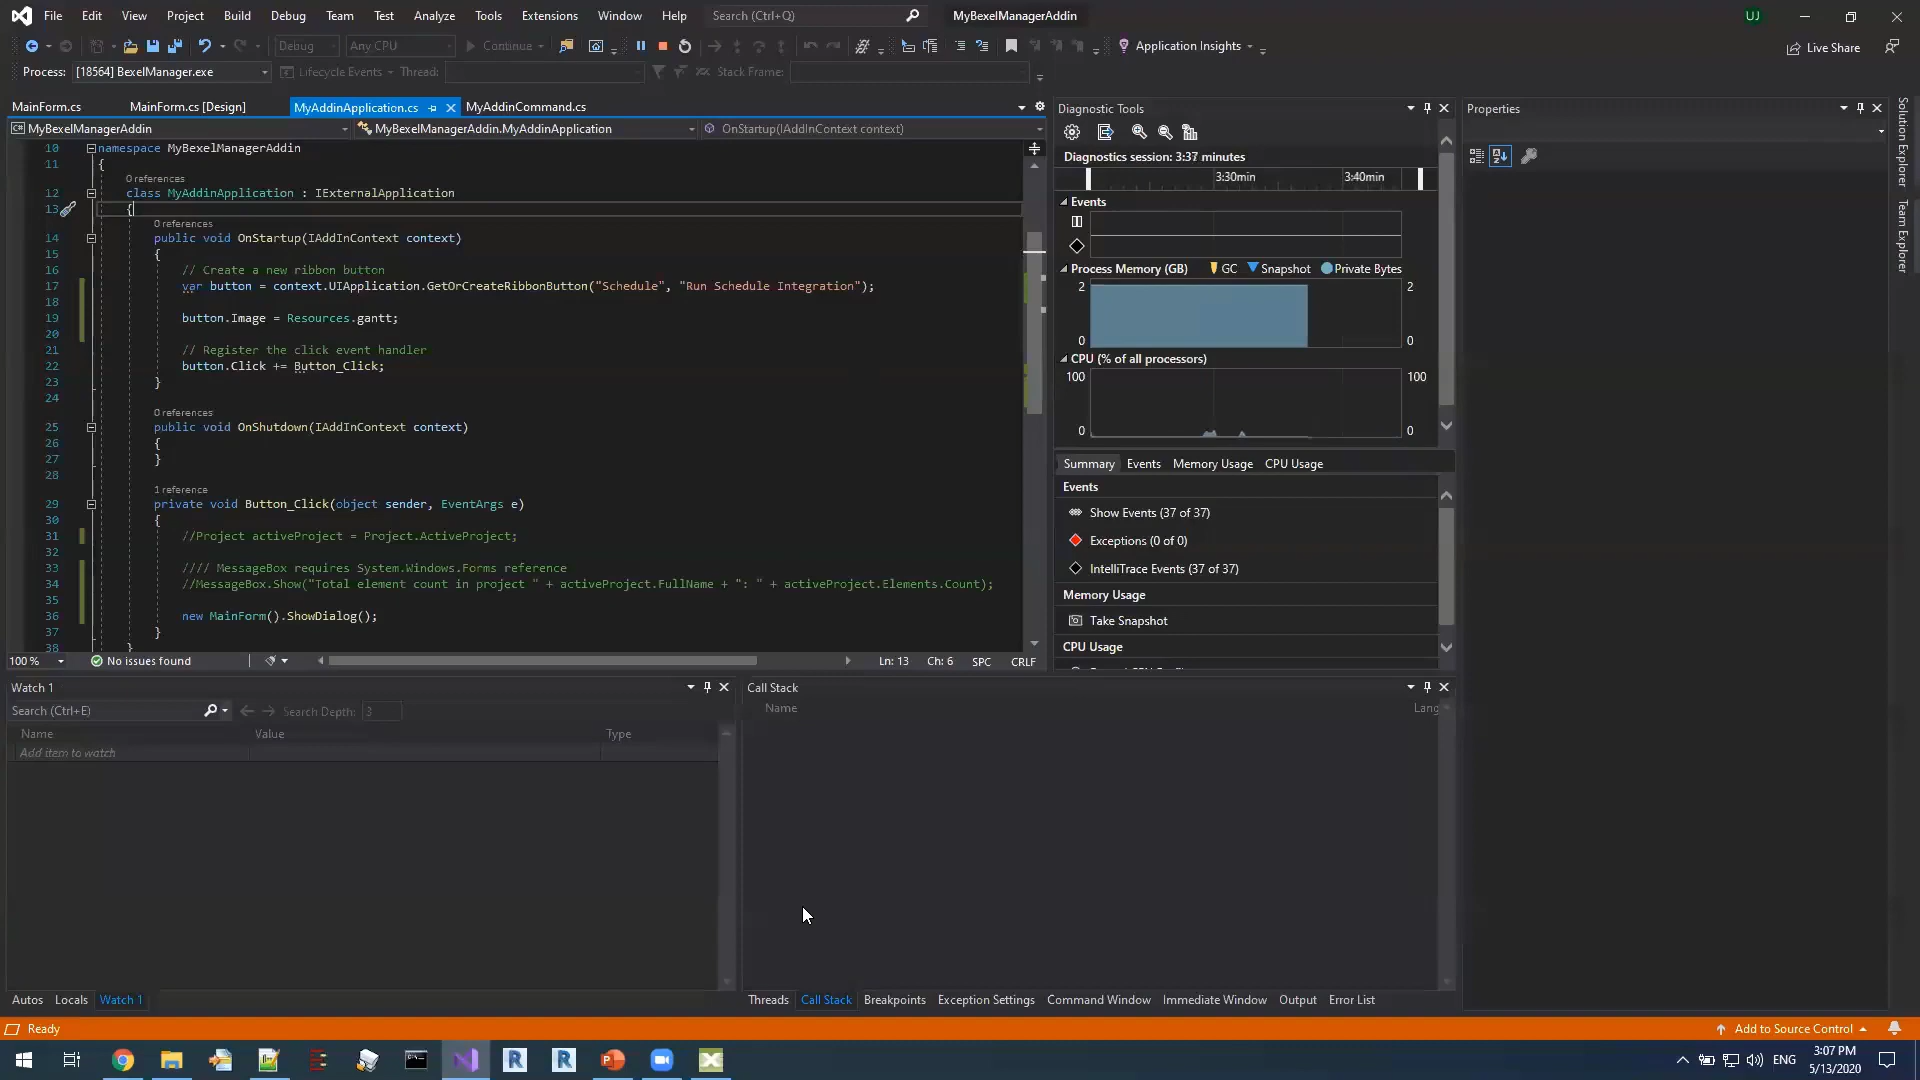 File Edit View Project Build Debug Team Test Analyze Tools Extensions Window Help Search (Ctrl+Q) MyBexelManagerAddin UJ
Debug Any CPU Continue Application Insights Live Share
Process: [18564] BexelManager.exe Lifecycle Events Thread: Stack Frame:
MainForm.cs MainForm.cs [Design] MyAddinApplication.cs MyAddinCommand.cs
MyBexelManagerAddin MyBexelManagerAddin.MyAddinApplication OnStartup(IAddInContext context)
10 namespace MyBexelManagerAddin
11 {
0 references
12 class MyAddinApplication : IExternalApplication
13 {
0 references
14 public void OnStartup(IAddInContext context)
15 {
16 // Create a new ribbon button
17 var button = context.UIApplication.GetOrCreateRibbonButton("Schedule", "Run Schedule Integration");
18
19 button.Image = Resources.gantt;
20
21 // Register the click event handler
22 button.Click += Button_Click;
23 }
24
0 references
25 public void OnShutdown(IAddInContext context)
26 {
27 }
28
1 reference
29 private void Button_Click(object sender, EventArgs e)
30 {
31 //Project activeProject = Project.ActiveProject;
32
33 //// MessageBox requires System.Windows.Forms reference
34 //MessageBox.Show("Total element count in project " + activeProject.FullName + ": " + activeProject.Elements.Count);
35
36 new MainForm().ShowDialog();
37 }
38 }
100 % No issues found Ln: 13 Ch: 6 SPC CRLF
Diagnostic Tools
Diagnostics session: 3:37 minutes
3:30min 3:40min
Events
Process Memory (GB) GC Snapshot Private Bytes
2 2
0 0
CPU (% of all processors)
100 100
0 0
Summary Events Memory Usage CPU Usage
Events
Show Events (37 of 37)
Exceptions (0 of 0)
IntelliTrace Events (37 of 37)
Memory Usage
Take Snapshot
CPU Usage
Properties
Solution Explorer
Team Explorer
Watch 1
Search (Ctrl+E) Search Depth: 3
Name Value Type
Add item to watch
Call Stack
Name Lang
Autos Locals Watch 1
Threads Call Stack Breakpoints Exception Settings Command Window Immediate Window Output Error List
Ready Add to Source Control
ENG 3:07 PM
5/13/2020